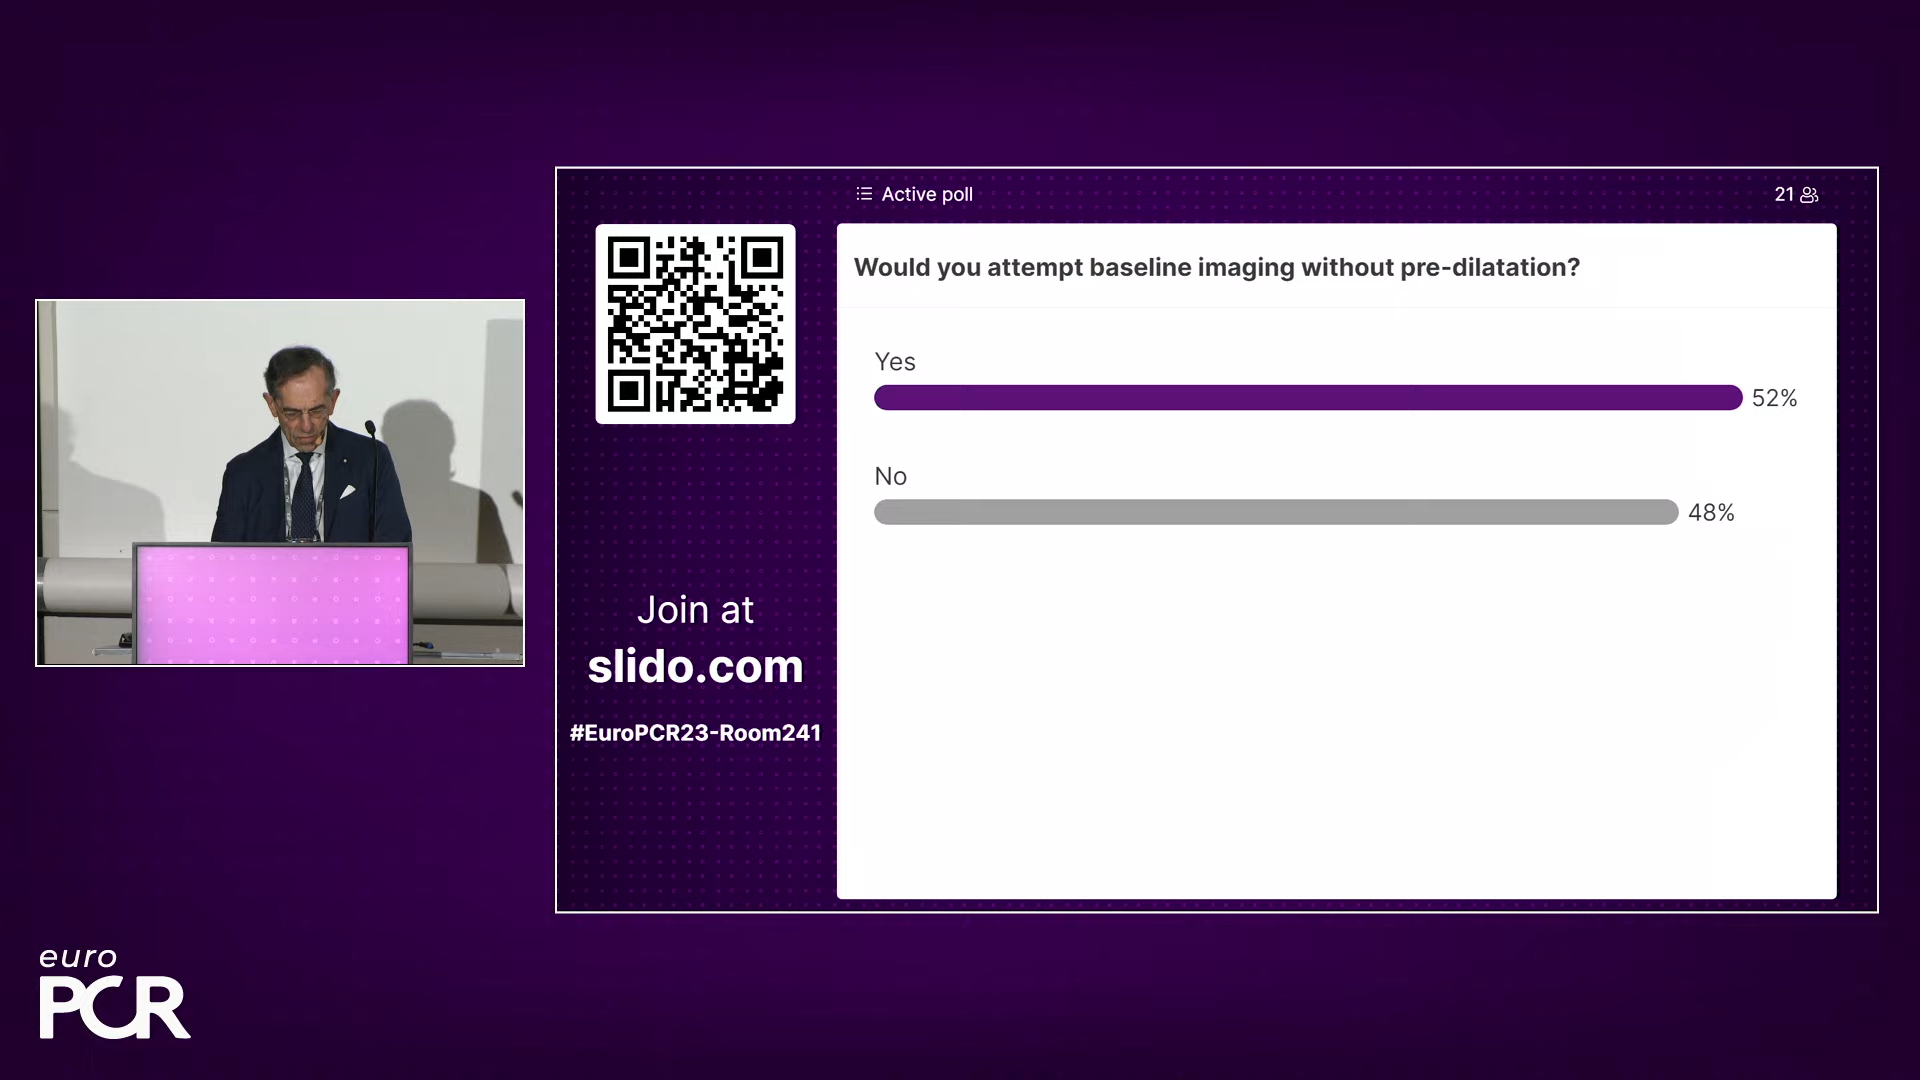 Active poll
21
Would you attempt baseline imaging without pre-dilatation?
Yes
52%
No
48%
Join at
slido.com
#EuroPCR23-Room241
euro
PCR